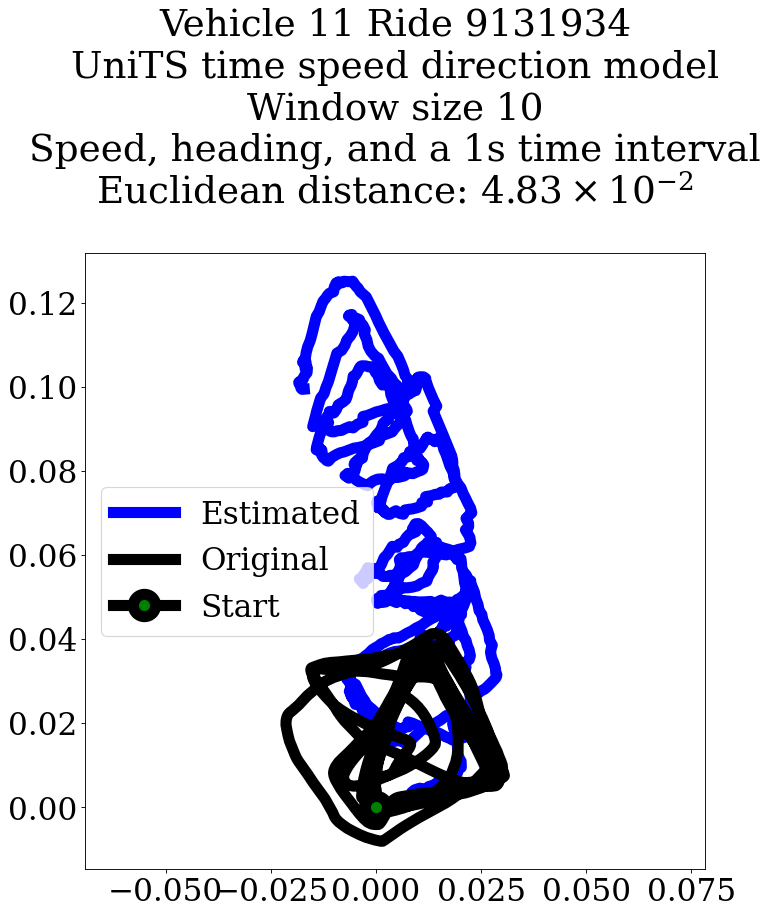 Vehicle 11 Ride 9131934
UniTS time speed direction model
Window size 10
Speed, heading, and a 1s time interval
Euclidean distance: 4.83 × 10⁻²
0.12
0.10
0.08
0.06
0.04
0.02
0.00
Estimated
Original
Start
−0.050 −0.025 0.000 0.025 0.050 0.075